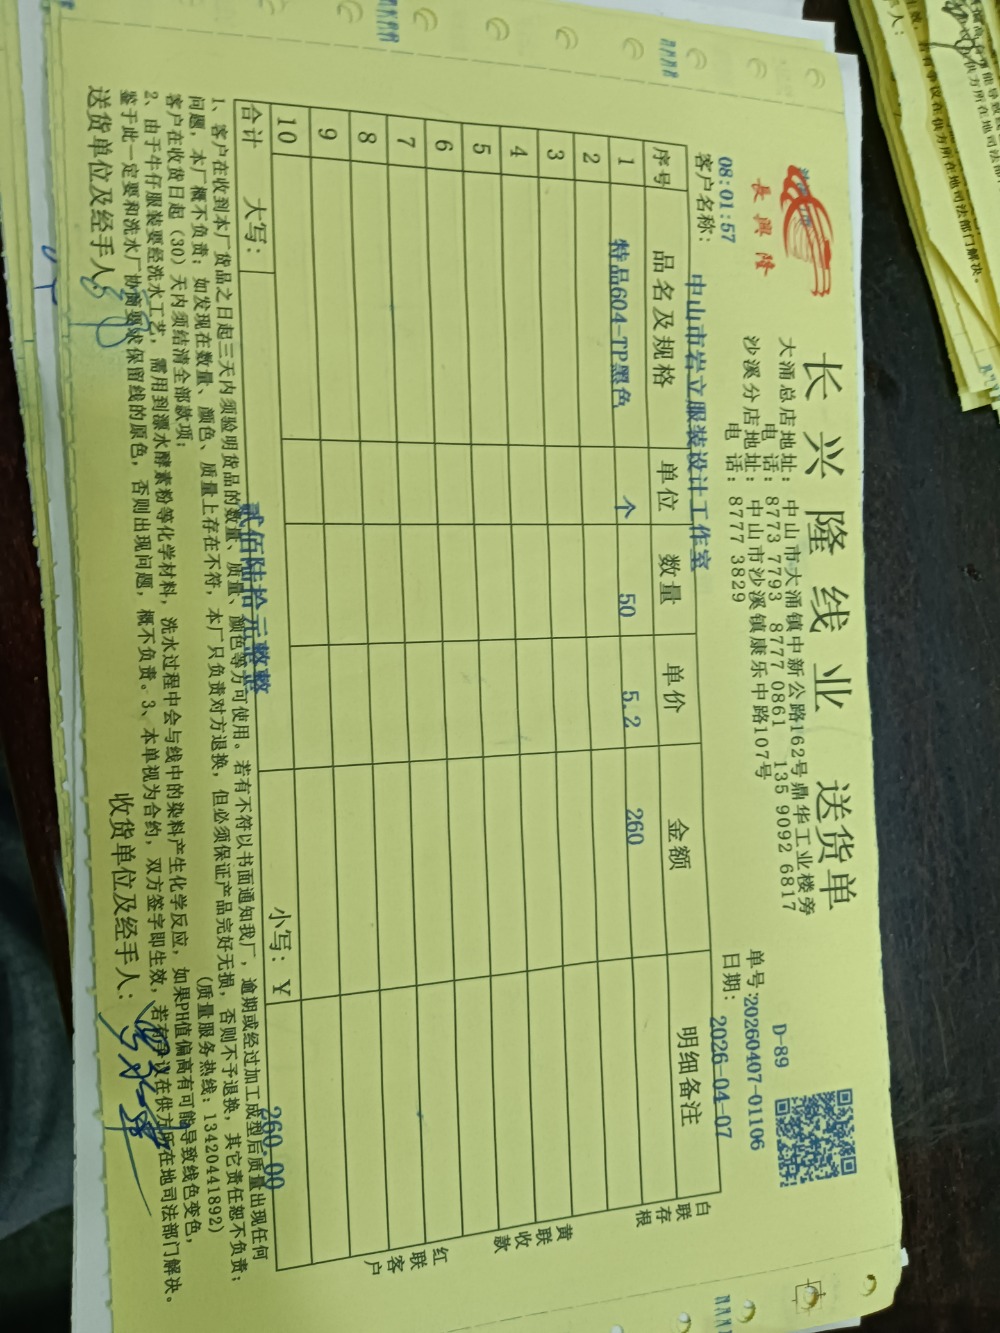 長興隆
长兴隆线业 送货单
大涌总店地址：中山市大涌镇中新公路162号鼎华工业楼旁
电 话：8773 7793 8777 0861 135 9092 6817
沙溪分店地址：中山市沙溪镇康乐中路107号
电 话：8777 3829
D-89
单号：20260407-01106
08:01:57
日期：2026-04-07
客户名称：中山市岩立服装设计工作室
序号 品名及规格 单位 数量 单价 金额 明细备注
1 特品604-TP黑色 个 50 5.2 260
2
3
4
5
6
7
8
9
10
合计 大写：贰佰陆拾元整整 小写：￥ 260.00
白联存根
黄联收款
红联客户
1、客户在收到本厂货品之日起三天内须验明货品的数量、质量、颜色等方可使用。若有不符以书面通知我厂，逾期或经过加工成型后质量出现任何
问题，本厂概不负责；如发现在数量、颜色、质量上存在不符，本厂只负责对方退换，但必须保证产品完好无损，否则不予退换，其它责任恕不负责；
客户在收货日起（30）天内须结清全部款项； (质量服务热线：13420441892)
2、由于牛仔服装要经洗水工艺，需用到漂水酵素粉等化学材料，洗水过程中会与线中的染料产生化学反应，如果PH值偏高有可能导致线色变色，
鉴于此一定要和洗水厂协商要求保留线的原色，否则出现问题，概不负责。3、本单视为合约，双方签字即生效，若有争议在供方所在地司法部门解决。
送货单位及经手人： 收货单位及经手人：